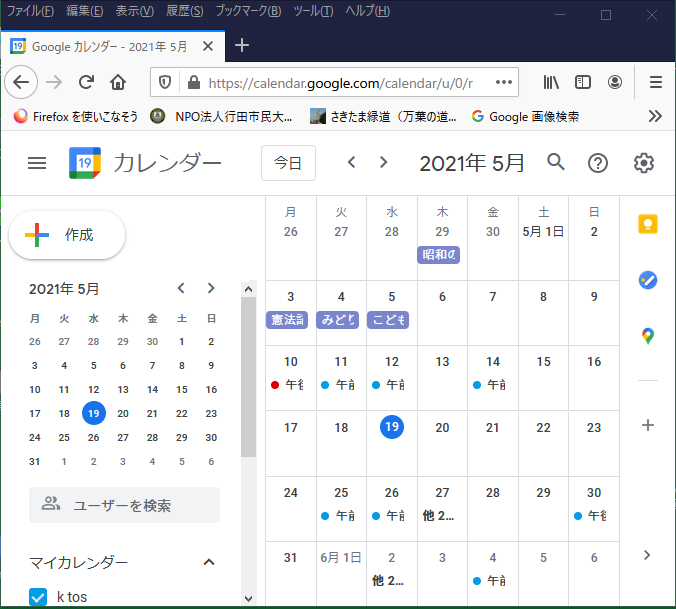 ファイル(F) 編集(E) 表示(V) 履歴(S) ブックマーク(B) ツール(T) ヘルプ(H)
19 Google カレンダー - 2021年 5月
https://calendar.google.com/calendar/u/0/r
Firefox を使いこなそう NPO法人行田市民大... さきたま緑道（万葉の道... Google 画像検索
19 カレンダー 今日 2021年 5月
作成
2021年 5月
月 火 水 木 金 土 日
26 27 28 29 30 1 2
3 4 5 6 7 8 9
10 11 12 13 14 15 16
17 18 19 20 21 22 23
24 25 26 27 28 29 30
31 1 2 3 4 5 6
ユーザーを検索
マイカレンダー
k tos
月 火 水 木 金 土 日
26 27 28 29 30 5月 1日 2
昭和の
3 4 5 6 7 8 9
憲法記 みどり こども
10 11 12 13 14 15 16
午後 午前 午前 午前
17 18 19 20 21 22 23
24 25 26 27 28 29 30
午前 午前 他 2... 午後
31 6月 1日 2 3 4 5 6
他 2... 午前